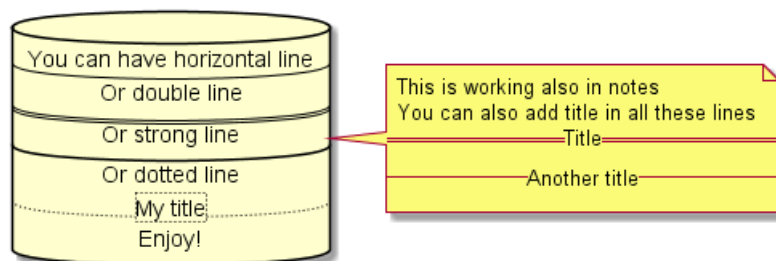 You can have horizontal line
Or double line
Or strong line
Or dotted line
My title
Enjoy!
This is working also in notes
You can also add title in all these lines
Title
Another title